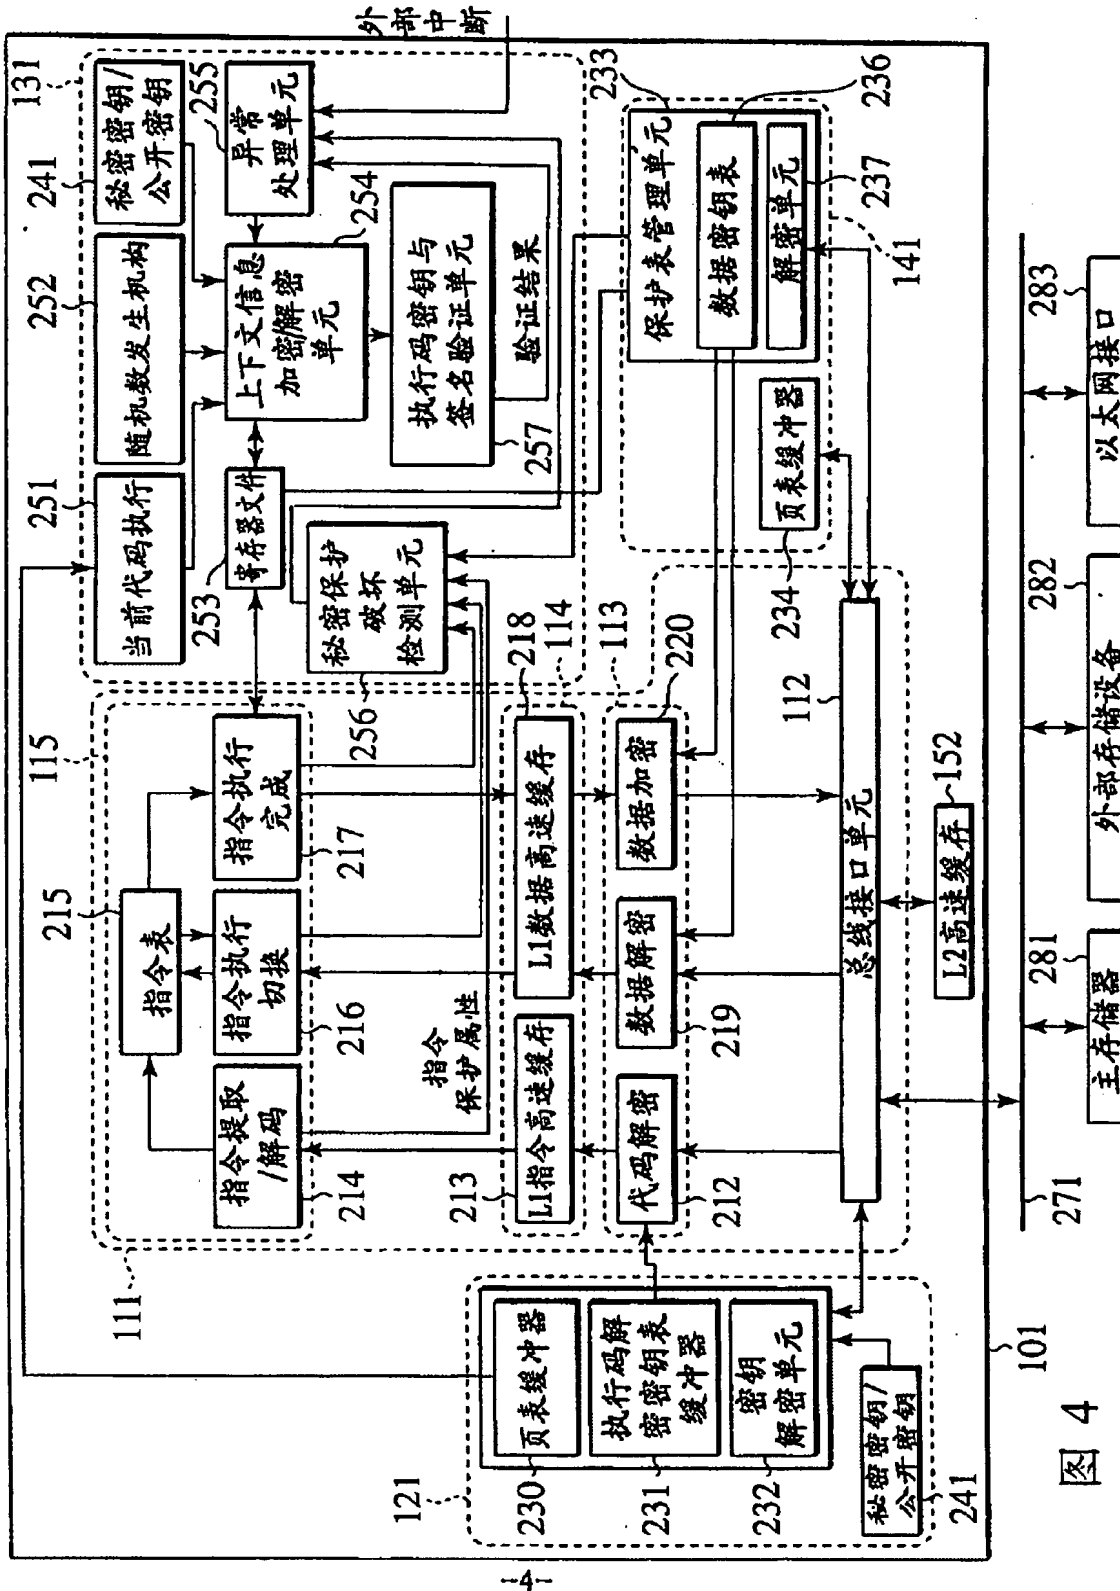 外部中断
131
241
秘密密钥/
公开密钥
255
异常
处理单元
252
随机数发生机构
254
上下文信息
加密/解密
单元
251
当前代码执行
253
寄存器文件
执行码密钥与
签名验证单元
257
验证结果
秘密保护
破坏
检测单元
256
115
215
指令表
指令执行
完成
217
指令执行
切换
216
指令提取
/解码
214
指令
保护属性
111
114
218
L1数据高速缓存
L1指令高速缓存
213
113
220
数据加密
数据解密
219
代码解密
212
233
保护表管理单元
236
数据密钥表
解密单元
237
141
页表缓冲器
234
112
总线接口单元
152
L2高速缓存
121
页表缓冲器
230
执行码解
密密钥表
缓冲器
231
密钥
解密单元
232
秘密密钥/
公开密钥
241
101
271
281
主存储器
282
外部存储设备
283
以太网接口
图 4
-4-